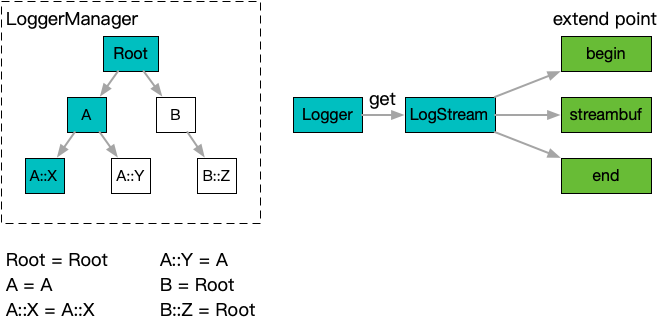 LoggerManager
Root
A
B
A::X
A::Y
B::Z
extend point
begin
Logger
get
LogStream
streambuf
end
Root = Root
A::Y = A
A = A
B = Root
A::X = A::X
B::Z = Root